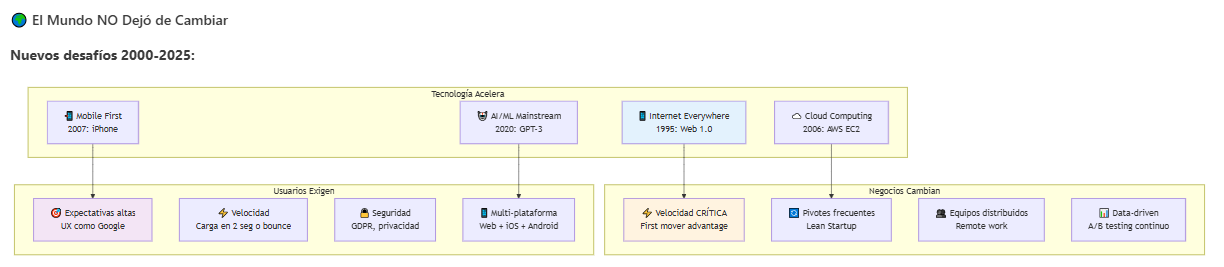 El Mundo NO Dejó de Cambiar
Nuevos desafíos 2000-2025:
Tecnología Acelera
Mobile First
2007: iPhone
AI/ML Mainstream
2020: GPT-3
Internet Everywhere
1995: Web 1.0
Cloud Computing
2006: AWS EC2
Usuarios Exigen
Expectativas altas
UX como Google
Velocidad
Carga en 2 seg o bounce
Seguridad
GDPR, privacidad
Multi-plataforma
Web + iOS + Android
Negocios Cambian
Velocidad CRÍTICA
First mover advantage
Pivotes frecuentes
Lean Startup
Equipos distribuidos
Remote work
Data-driven
A/B testing continuo